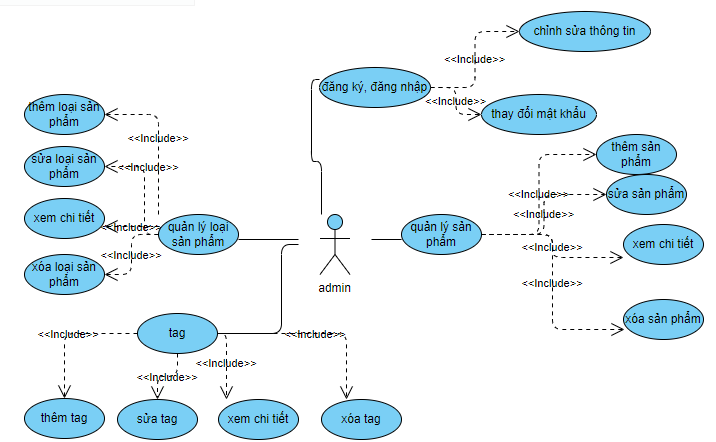 chỉnh sửa thông tin
<<Include>>
đăng ký, đăng nhập
<<Include>>
thay đổi mật khẩu
thêm loại sản
phẩm
<<Include>>
sửa loại sản
phẩm
<<Include>>
xem chi tiết
<<Include>>
quản lý loại
sản phẩm
xóa loại sản
phẩm
<<Include>>
admin
quản lý sản
phẩm
thêm sản
phẩm
<<Include>>
sửa sản phẩm
<<Include>>
<<Include>>
xem chi tiết
<<Include>>
xóa sản phẩm
tag
<<Include>>
<<Include>>
<<Include>>
<<Include>>
thêm tag
sửa tag
xem chi tiết
xóa tag